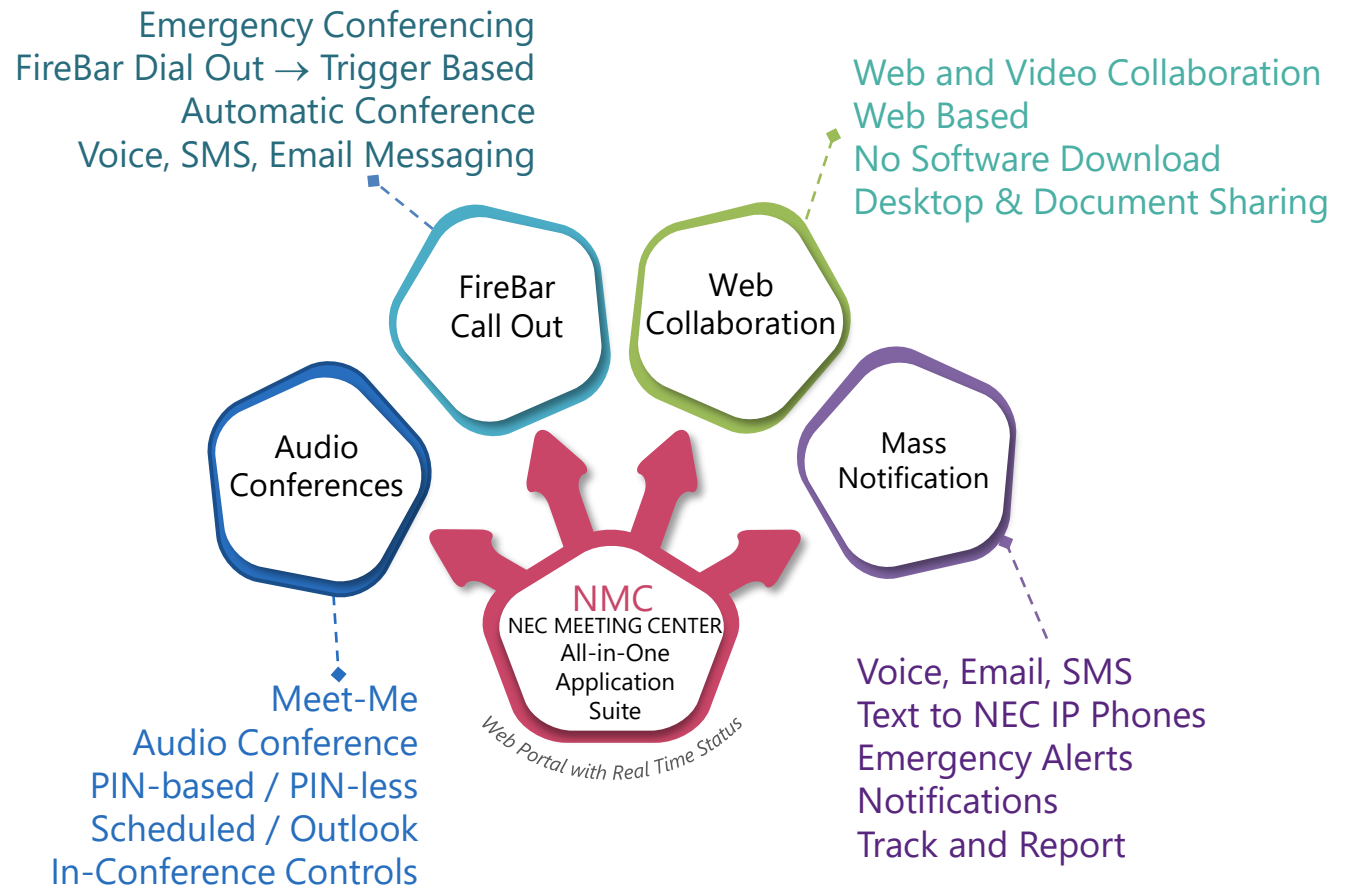 Emergency Conferencing
FireBar Dial Out → Trigger Based
Automatic Conference
Voice, SMS, Email Messaging
Web and Video Collaboration
Web Based
No Software Download
Desktop & Document Sharing
FireBar
Call Out
Web
Collaboration
Audio
Conferences
Mass
Notification
NMC
NEC MEETING CENTER
All-in-One
Application
Suite
Web Portal with Real Time Status
Meet-Me
Audio Conference
PIN-based / PIN-less
Scheduled / Outlook
In-Conference Controls
Voice, Email, SMS
Text to NEC IP Phones
Emergency Alerts
Notifications
Track and Report